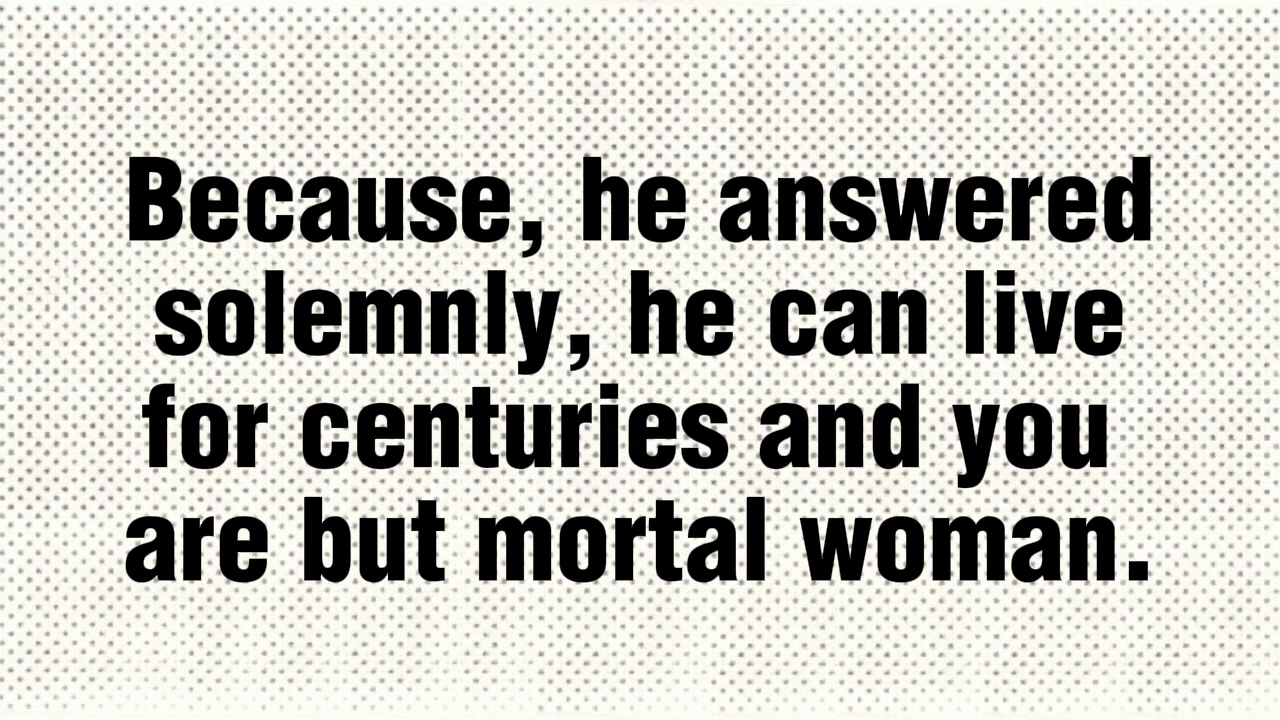 Because, he answered
solemnly, he can live
for centuries and you
are but mortal woman.